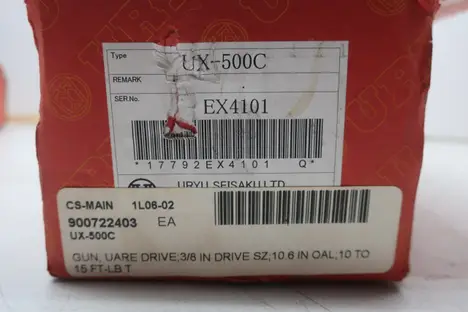 Type UX-500C
REMARK
SER.No. EX4101
*17792EX4101 Q*
URYU SEISAKU LTD.
CS-MAIN 1L06-02
900722403 EA
UX-500C
GUN, UARE DRIVE;3/8 IN DRIVE SZ;10.6 IN OAL;10 TO
15 FT-LB T